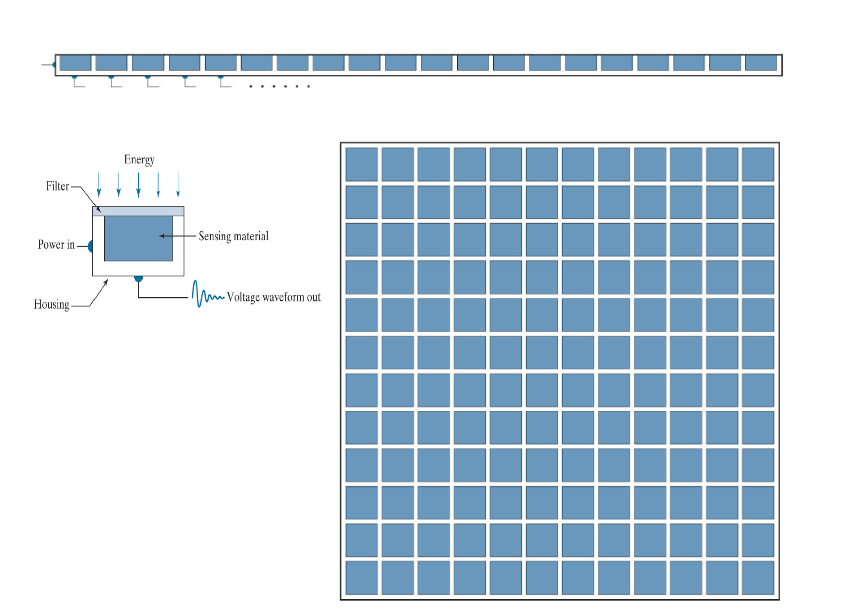 Energy
Filter
Power in
Sensing material
Housing
Voltage waveform out